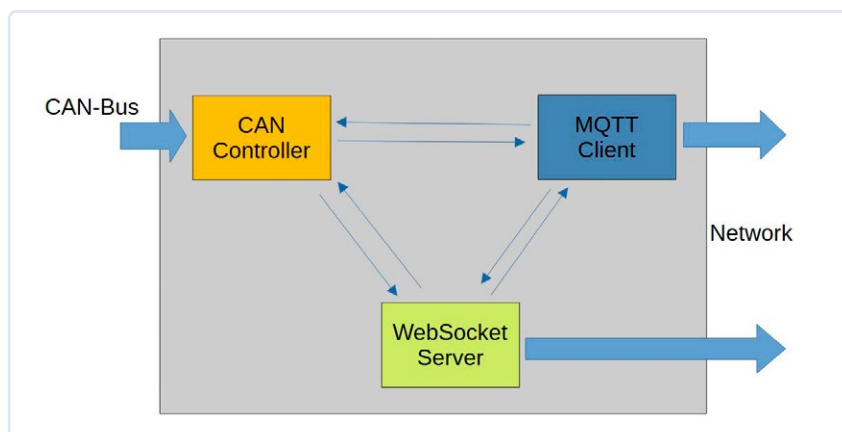 CAN-Bus
CAN
Controller
MQTT
Client
Network
WebSocket
Server